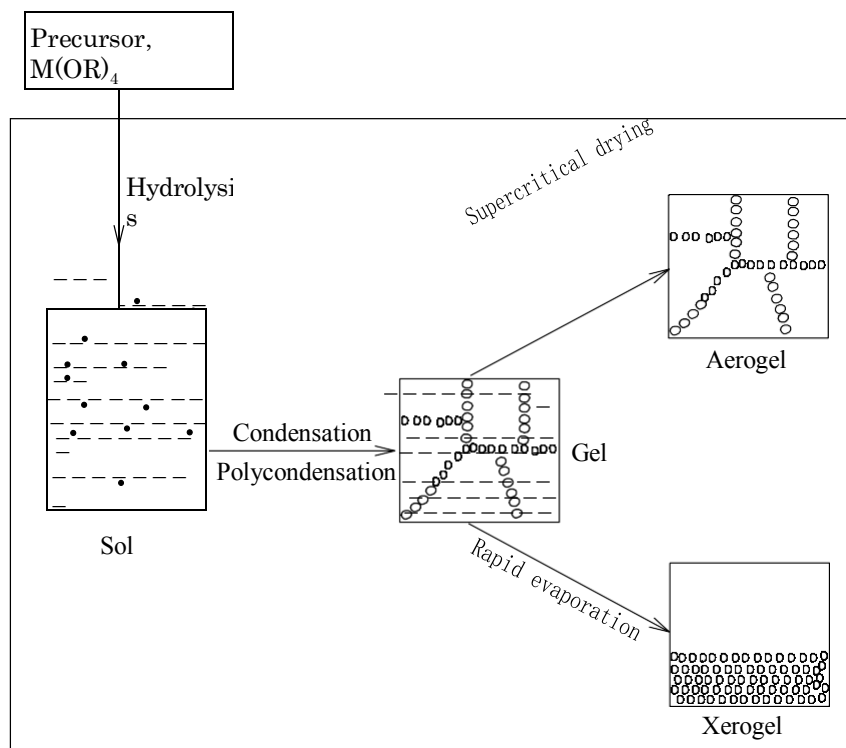 Precursor,
M(OR)₄
Hydrolysi
s
Supercritical drying
Aerogel
Condensation
Polycondensation
Gel
Sol
Rapid evaporation
Xerogel